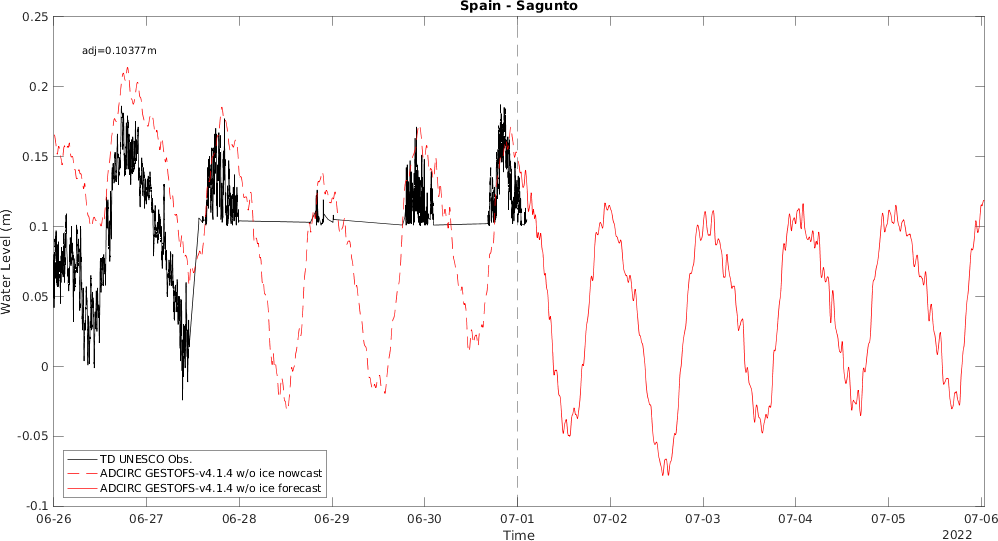 Spain - Sagunto
0.25
0.2
0.15
0.1
0.05
0
-0.05
-0.1
Water Level (m)
adj=0.10377m
TD UNESCO Obs.
ADCIRC GESTOFS-v4.1.4 w/o ice nowcast
ADCIRC GESTOFS-v4.1.4 w/o ice forecast
06-26 06-27 06-28 06-29 06-30 07-01 07-02 07-03 07-04 07-05 07-06
Time
2022